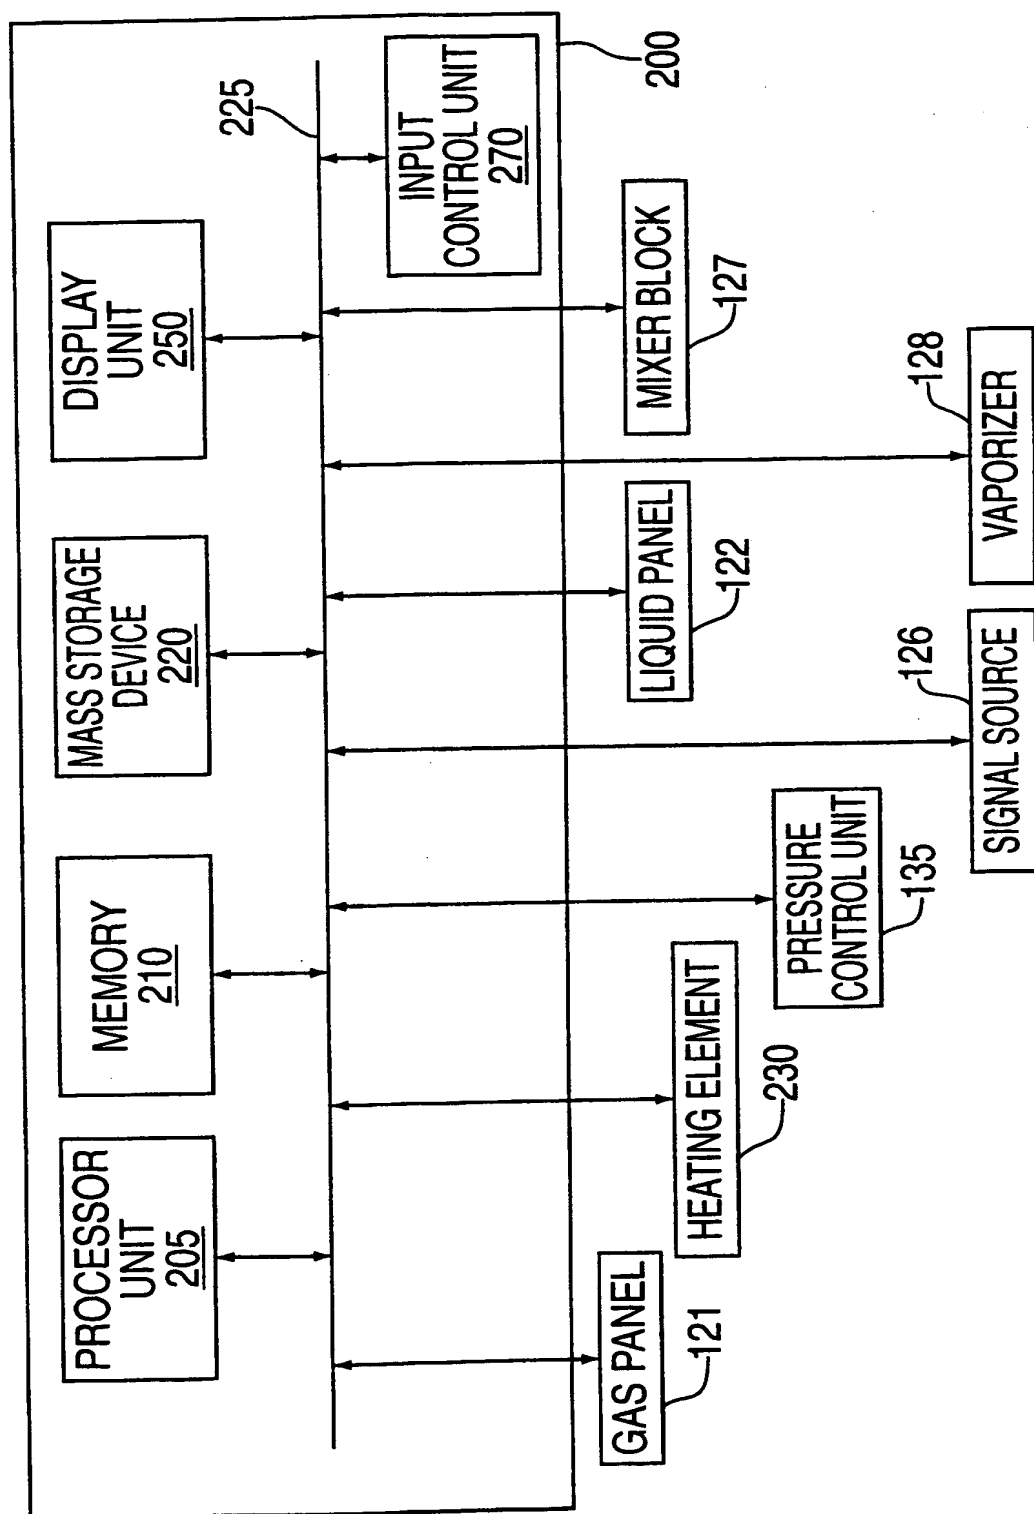 PROCESSOR
UNIT
205
MEMORY
210
MASS STORAGE
DEVICE
220
DISPLAY
UNIT
250
225
INPUT
CONTROL UNIT
270
200
GAS PANEL
121
HEATING ELEMENT
230
PRESSURE
CONTROL UNIT
135
SIGNAL SOURCE
126
LIQUID PANEL
122
VAPORIZER
128
MIXER BLOCK
127